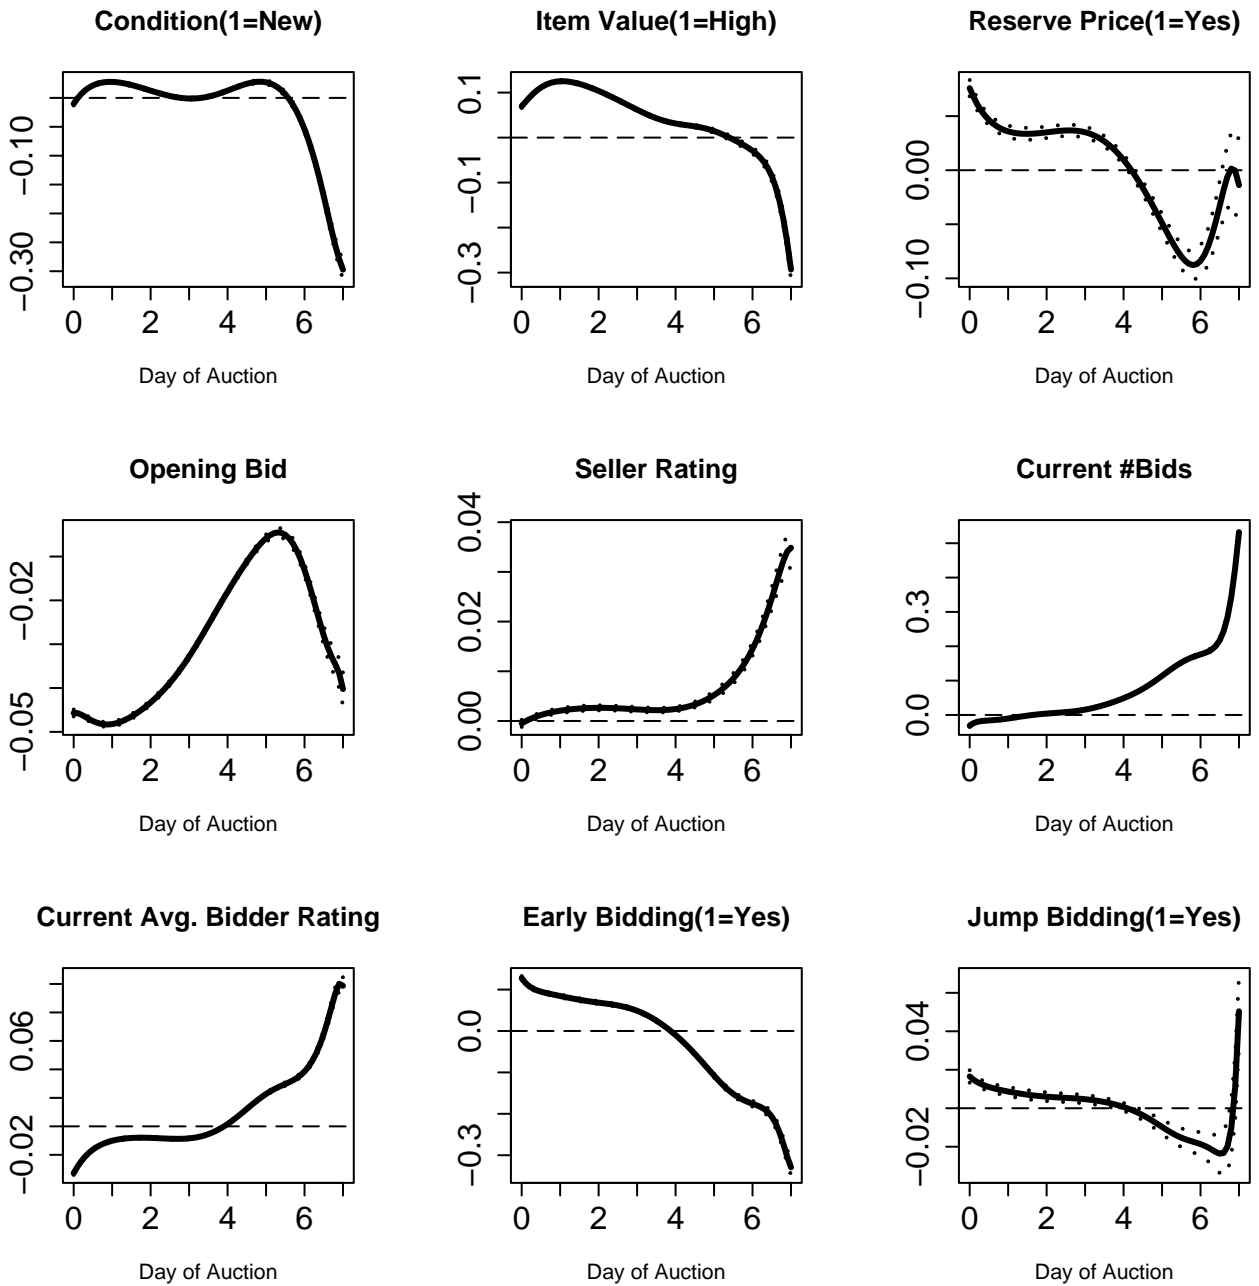 Condition(1=New)
−0.30
−0.10
0 2 4 6
Day of Auction
Item Value(1=High)
−0.3
−0.1
0.1
0 2 4 6
Day of Auction
Reserve Price(1=Yes)
−0.10
0.00
0 2 4 6
Day of Auction
Opening Bid
−0.05
−0.02
0 2 4 6
Day of Auction
Seller Rating
0.00
0.02
0.04
0 2 4 6
Day of Auction
Current #Bids
0.0
0.3
0 2 4 6
Day of Auction
Current Avg. Bidder Rating
−0.02
0.06
0 2 4 6
Day of Auction
Early Bidding(1=Yes)
−0.3
0.0
0 2 4 6
Day of Auction
Jump Bidding(1=Yes)
−0.02
0.04
0 2 4 6
Day of Auction